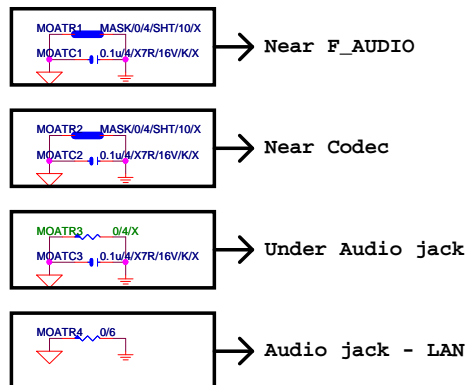 MOATR1 MASK/0/4/SHT/10/X
MOATC1 0.1u/4/X7R/16V/K/X
Near F_AUDIO
MOATR2 MASK/0/4/SHT/10/X
MOATC2 0.1u/4/X7R/16V/K/X
Near Codec
MOATR3 0/4/X
MOATC3 0.1u/4/X7R/16V/K/X
Under Audio jack
MOATR4 0/6
Audio jack - LAN